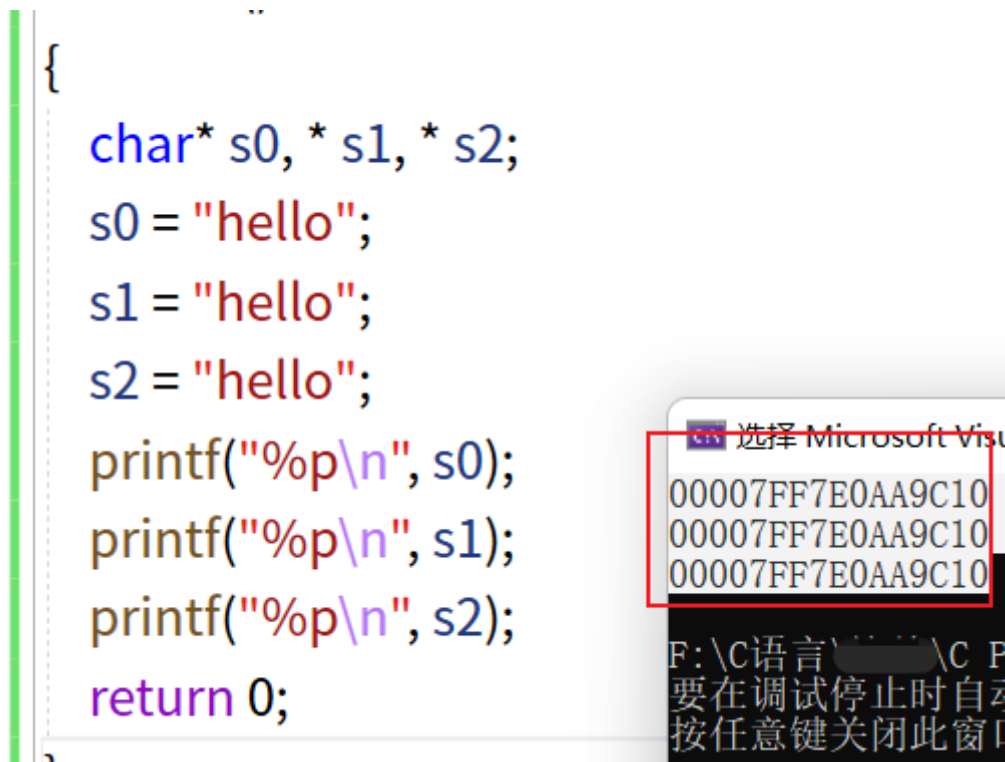 {
char* s0, * s1, * s2;
s0 = "hello";
s1 = "hello";
s2 = "hello";
printf("%p\n", s0);
printf("%p\n", s1);
printf("%p\n", s2);
return 0;
选择 Microsoft Visu
00007FF7E0AA9C10
00007FF7E0AA9C10
00007FF7E0AA9C10
F:\C语言\ \C P
要在调试停止时自动
按任意键关闭此窗口